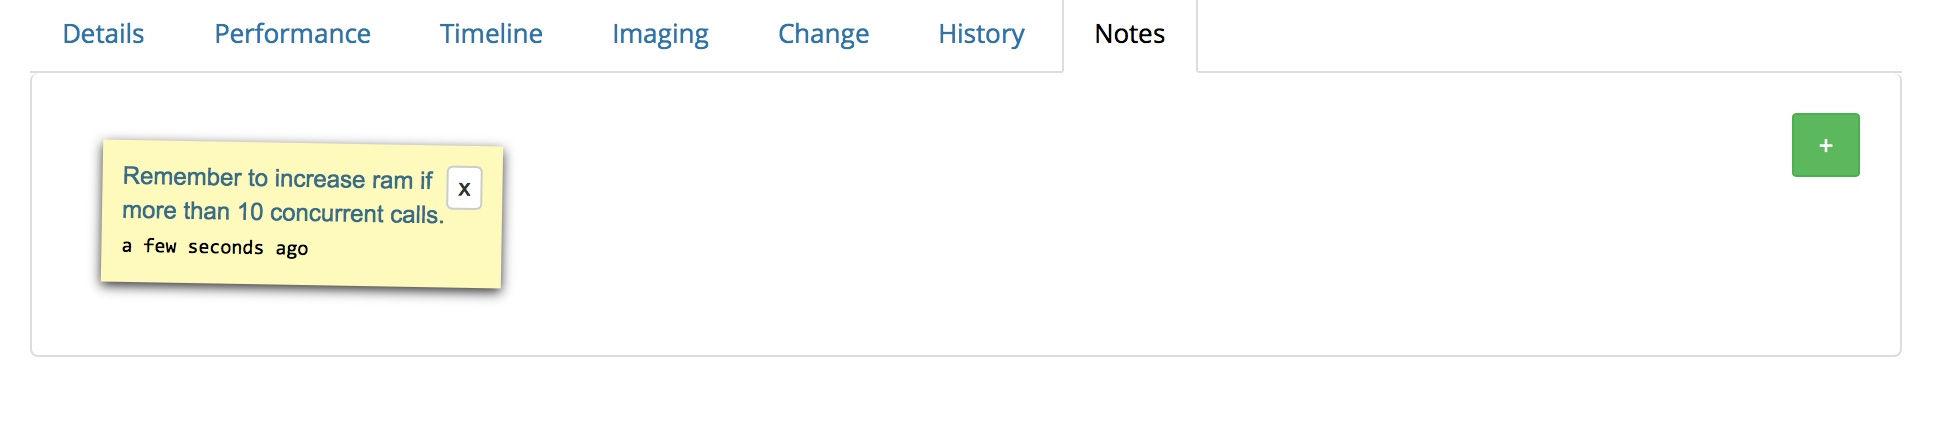 Details Performance Timeline Imaging Change History Notes
+
Remember to increase ram if
x
more than 10 concurrent calls.
a few seconds ago